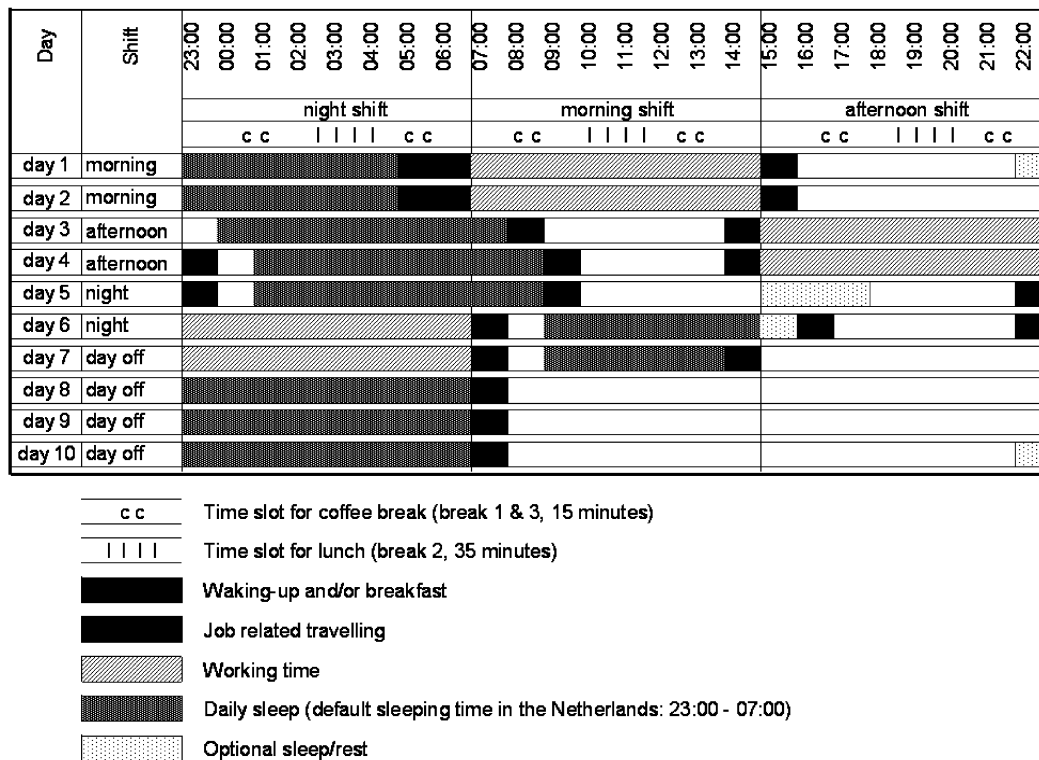 Day Shift 23:00 00:00 01:00 02:00 03:00 04:00 05:00 06:00 07:00 08:00 09:00 10:00 11:00 12:00 13:00 14:00 15:00 16:00 17:00 18:00 19:00 20:00 21:00 22:00
night shift morning shift afternoon shift
c c l l l l c c c c l l l l c c c c l l l l c c
day 1 morning
day 2 morning
day 3 afternoon
day 4 afternoon
day 5 night
day 6 night
day 7 day off
day 8 day off
day 9 day off
day 10 day off
c c Time slot for coffee break (break 1 & 3, 15 minutes)
l l l l Time slot for lunch (break 2, 35 minutes)
Waking-up and/or breakfast
Job related travelling
Working time
Daily sleep (default sleeping time in the Netherlands: 23:00 - 07:00)
Optional sleep/rest